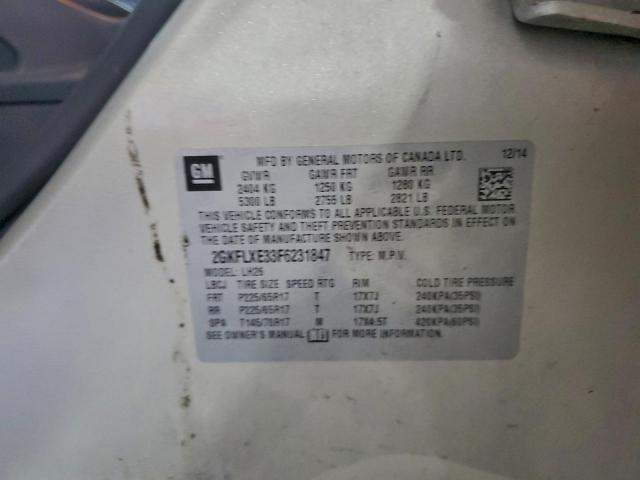 GM MFD BY GENERAL MOTORS OF CANADA LTD. 12/14
GVWR GAWR FRT GAWR RR
2404 KG 1250 KG 1280 KG
5300 LB 2755 LB 2821 LB
THIS VEHICLE CONFORMS TO ALL APPLICABLE U.S. FEDERAL MOTOR
VEHICLE SAFETY AND THEFT PREVENTION STANDARDS IN EFFECT ON
THE DATE OF MANUFACTURE SHOWN ABOVE.
2GKFLXE33F6231847 TYPE: M.P.V.
MODEL: LH26
LBCJ TIRE SIZE SPEED RTG RIM COLD TIRE PRESSURE
FRT P225/65R17 T 17X7J 240KPA(35PSI)
RR P225/65R17 T 17X7J 240KPA(35PSI)
SPA T145/70R17 M 17X4.5T 420KPA(60PSI)
SEE OWNER'S MANUAL FOR MORE INFORMATION.